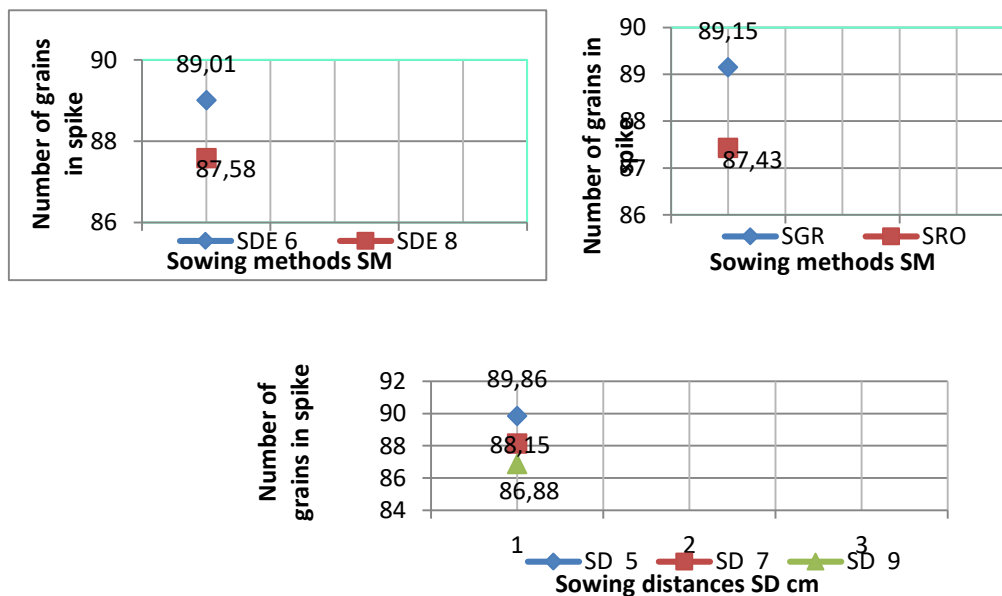 Number of grains
in spike
90
89,01
88
87,58
86
SDE 6 SDE 8
Sowing methods SM
Number of grains in
spike
90
89,15
89
88
87,43
87
86
SGR SRO
Sowing methods SM
Number of
grains in spike
92
89,86
90
88
88,15
86
86,88
84
1 2 3
SD 5 SD 7 SD 9
Sowing distances SD cm